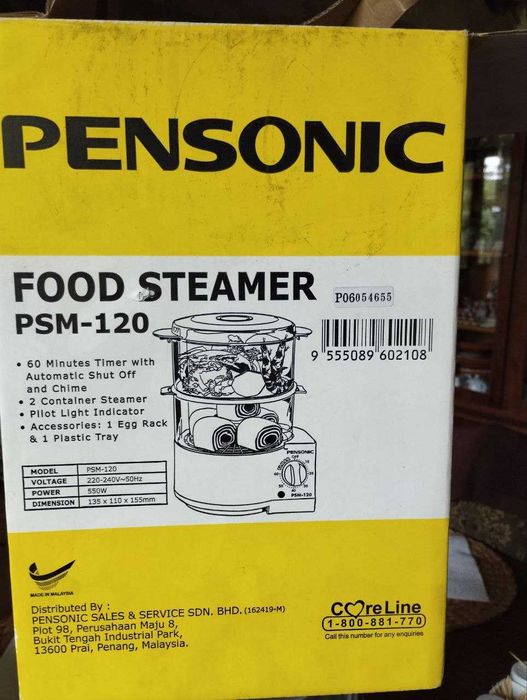 PENSONIC
FOOD STEAMER
PSM-120
P06054655
9 555089 602108
• 60 Minutes Timer with
Automatic Shut Off
and Chime
• 2 Container Steamer
• Pilot Light Indicator
• Accessories: 1 Egg Rack
& 1 Plastic Tray
PENSONIC
OFF
PSM-120
MODEL PSM-120
VOLTAGE 220-240V~50Hz
POWER 550W
DIMENSION 135 x 110 x 155mm
MADE IN MALAYSIA
Distributed By :
PENSONIC SALES & SERVICE SDN. BHD. (162419-M)
Plot 98, Perusahaan Maju 8,
Bukit Tengah Industrial Park,
13600 Prai, Penang, Malaysia.
CareLine
1-800-881-770
Call this number for any enquiries